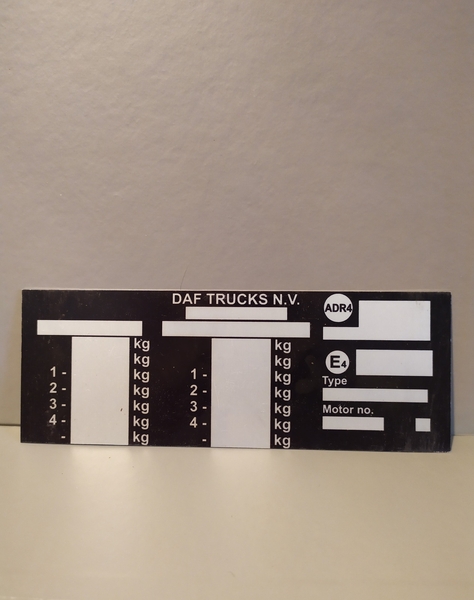 DAF TRUCKS N.V.
ADR4
kg kg
kg kg
1 - kg 1 - kg
2 - kg 2 - kg
3 - kg 3 - kg
4 - kg 4 - kg
- kg - kg
E4
Type
Motor no.